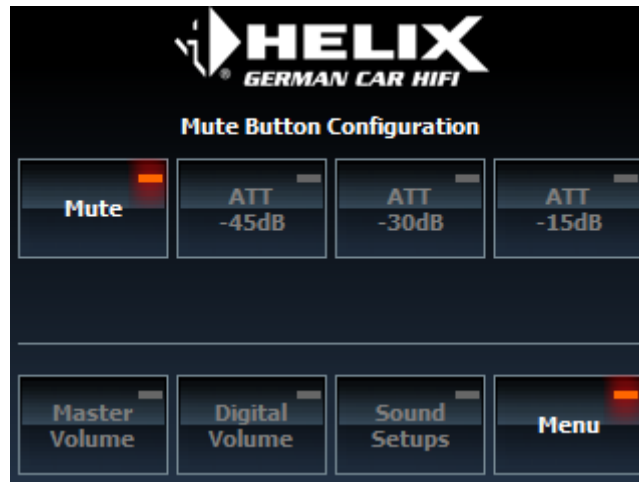 HELIX
®
GERMAN CAR HIFI
Mute Button Configuration
Mute
ATT
-45dB
ATT
-30dB
ATT
-15dB
Master
Volume
Digital
Volume
Sound
Setups
Menu